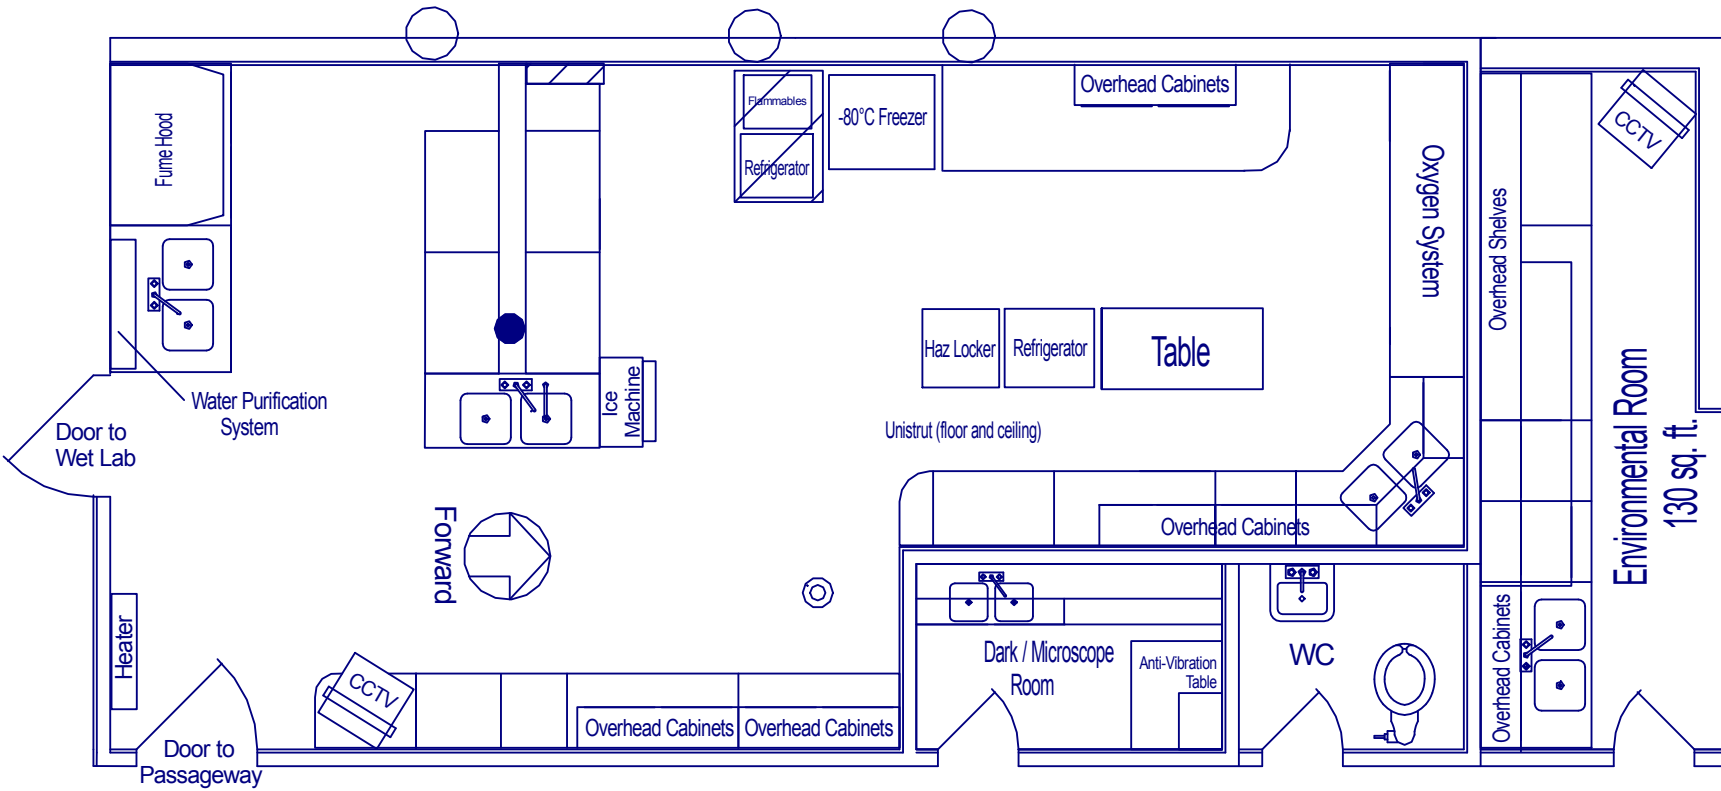 Overhead Cabinets
Flammables
-80°C Freezer
Refrigerator
CCTV
Fume Hood
Oxygen System
Overhead Shelves
Haz Locker
Refrigerator
Table
Ice
Machine
Water Purification
System
Unistrut (floor and ceiling)
Door to
Wet Lab
Environmental Room
130 sq. ft.
Forward
Overhead Cabinets
Heater
Dark / Microscope
Room
Anti-Vibration
Table
WC
Overhead Cabinets
CCTV
Overhead Cabinets
Overhead Cabinets
Door to
Passageway